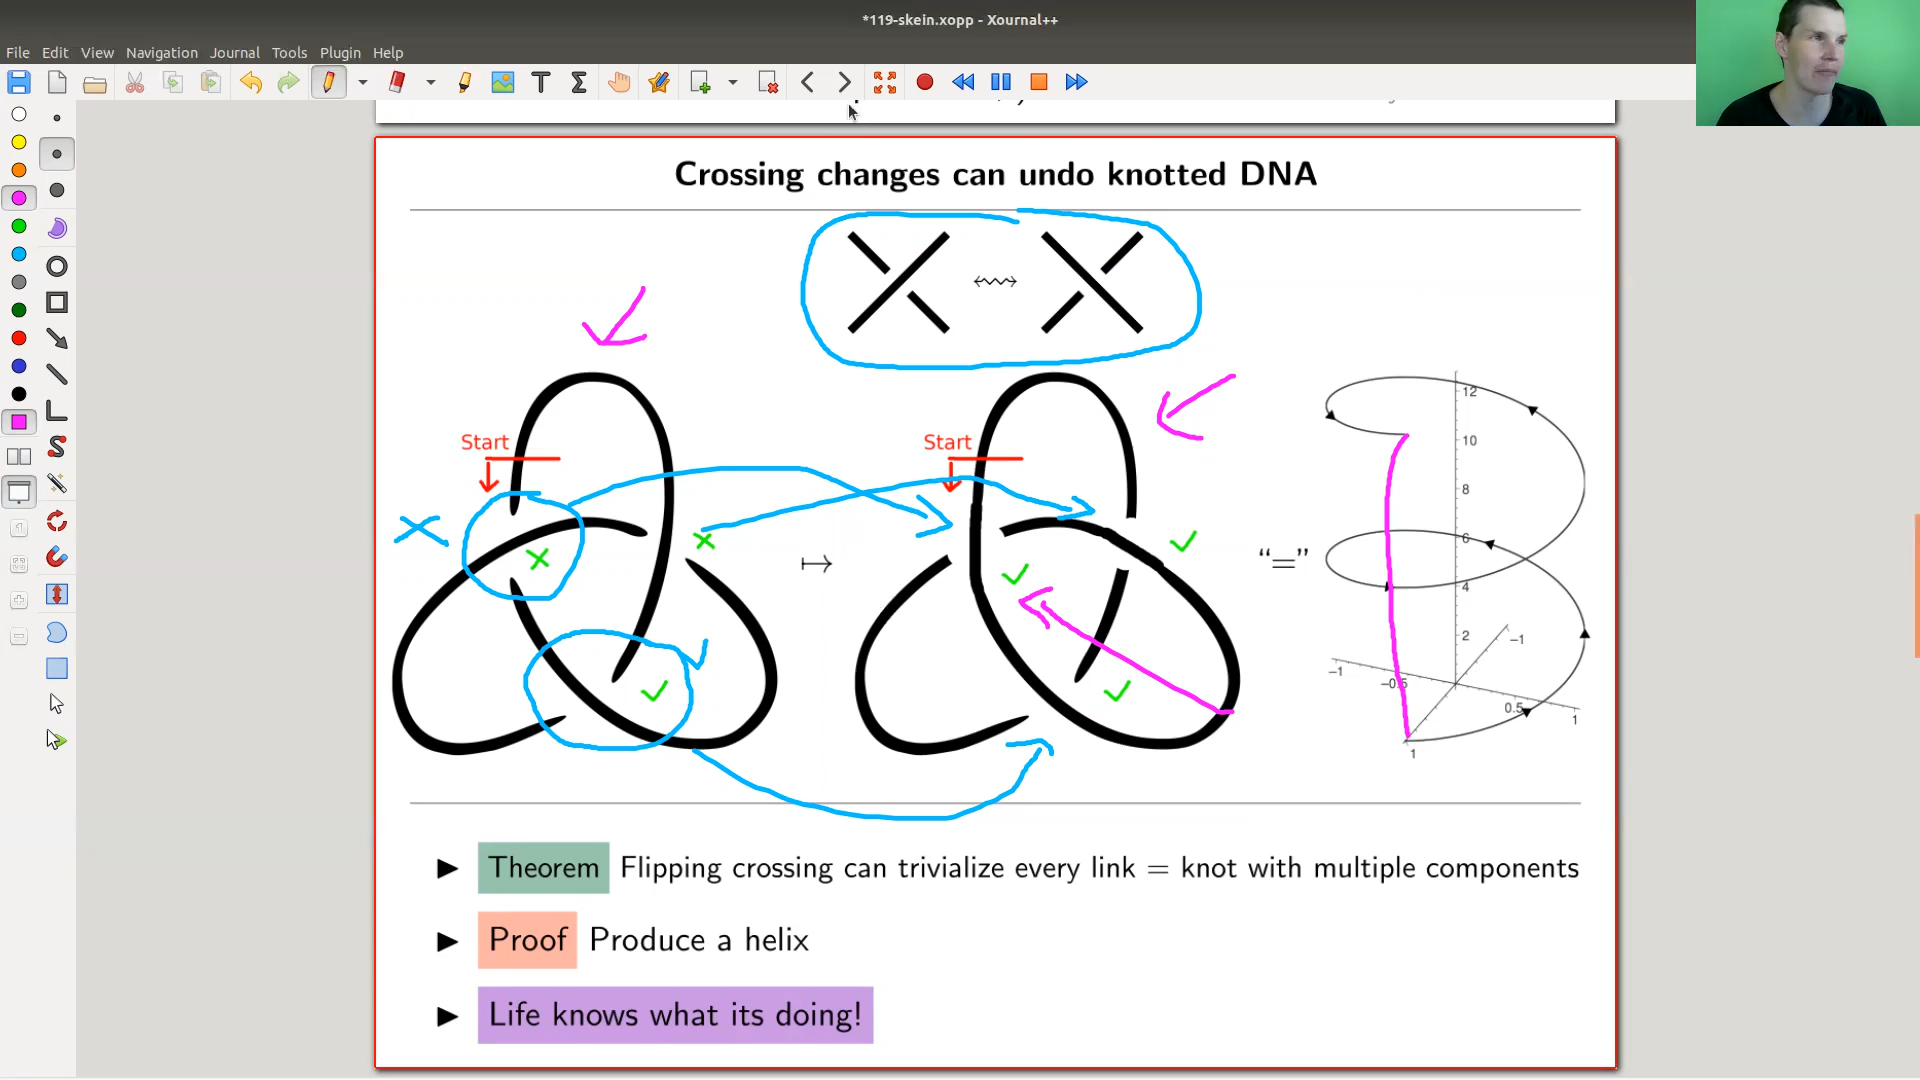 *119-skein.xopp - Xournal++
File Edit View Navigation Journal Tools Plugin Help
Crossing changes can undo knotted DNA
Start
Start
“=”
12
10
8
6
4
2
-1
-1
-0.5
0.5
1
1
► Theorem Flipping crossing can trivialize every link = knot with multiple components
► Proof Produce a helix
► Life knows what its doing!